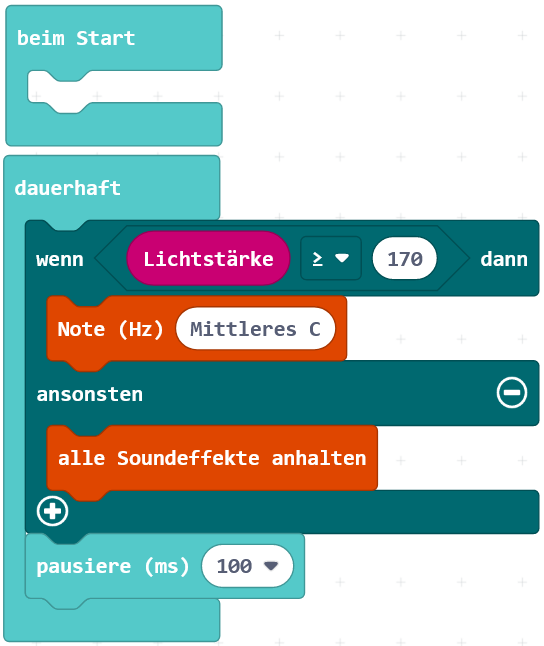 beim Start
dauerhaft
wenn Lichtstärke ≥ 170 dann
Note (Hz) Mittleres C
ansonsten
alle Soundeffekte anhalten
pausiere (ms) 100